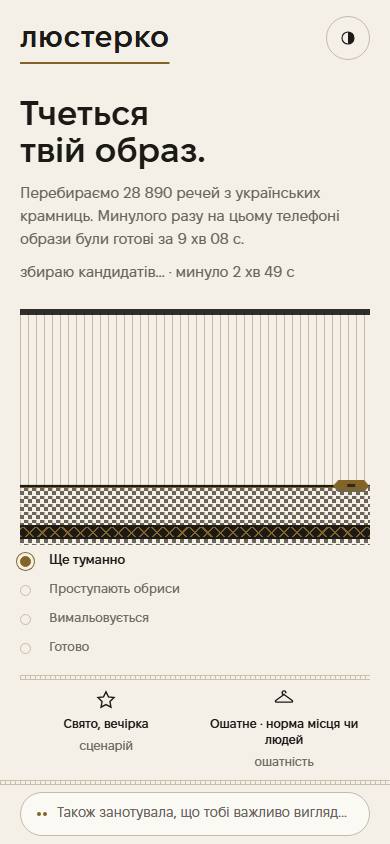 люстерко
Тчеться
твій образ.
Перебираємо 28 890 речей з українських
крамниць. Минулого разу на цьому телефоні
образи були готові за 9 хв 08 с.
збираю кандидатів... · минуло 2 хв 49 с
Ще туманно
Проступають обриси
Вимальовується
Готово
Свято, вечірка
сценарій
Ошатне · норма місця чи
людей
ошатність
Також занотувала, що тобі важливо вигляд...